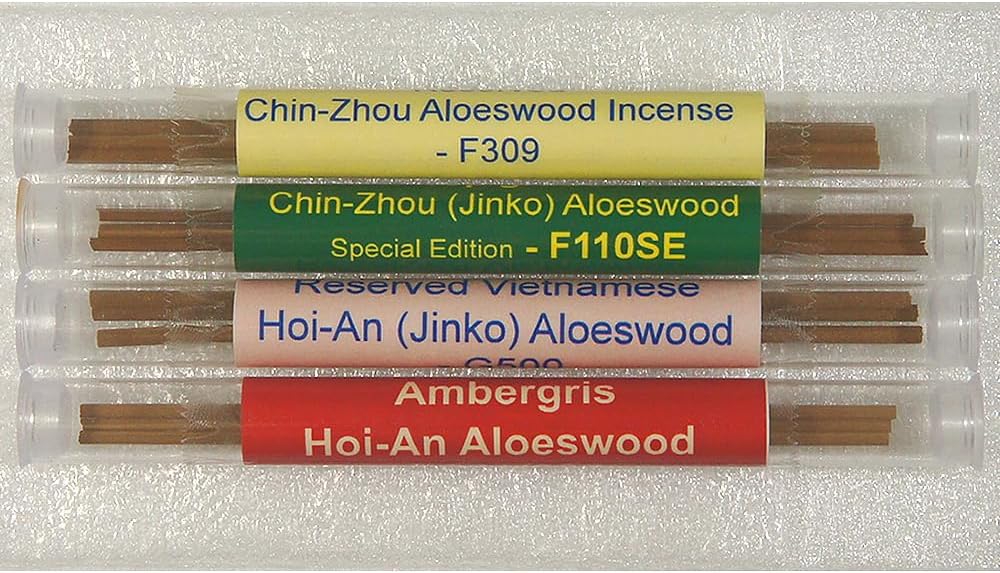 Chin-Zhou Aloeswood Incense
- F309
Chin-Zhou (Jinko) Aloeswood
Special Edition - F110SE
Reserved Vietnamese
Hoi-An (Jinko) Aloeswood
Ambergris
Hoi-An Aloeswood